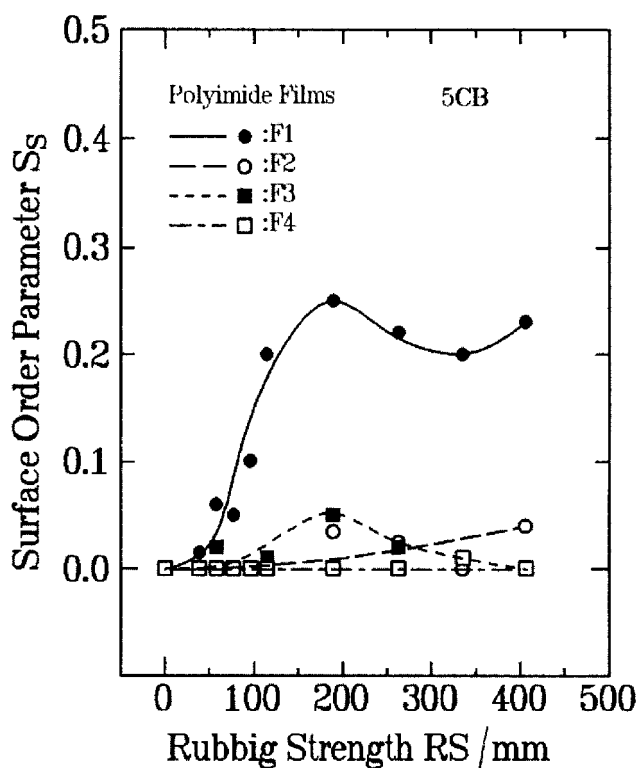 0.5
0.4
0.3
0.2
0.1
0.0
Surface Order Parameter SS
Polyimide Films 5CB
:F1
:F2
:F3
:F4
0 100 200 300 400 500
Rubbig Strength RS /mm